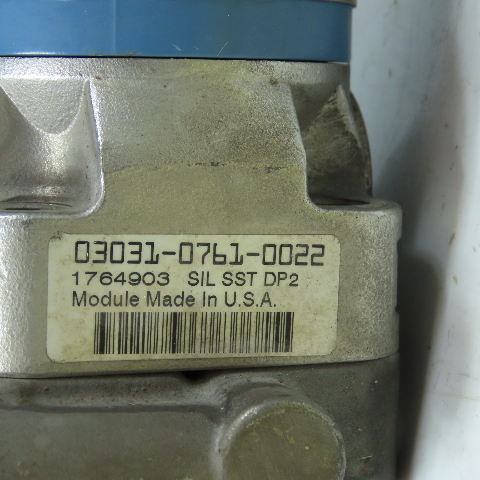 03031-0761-0022
1764903 SIL SST DP2
Module Made In U.S.A.